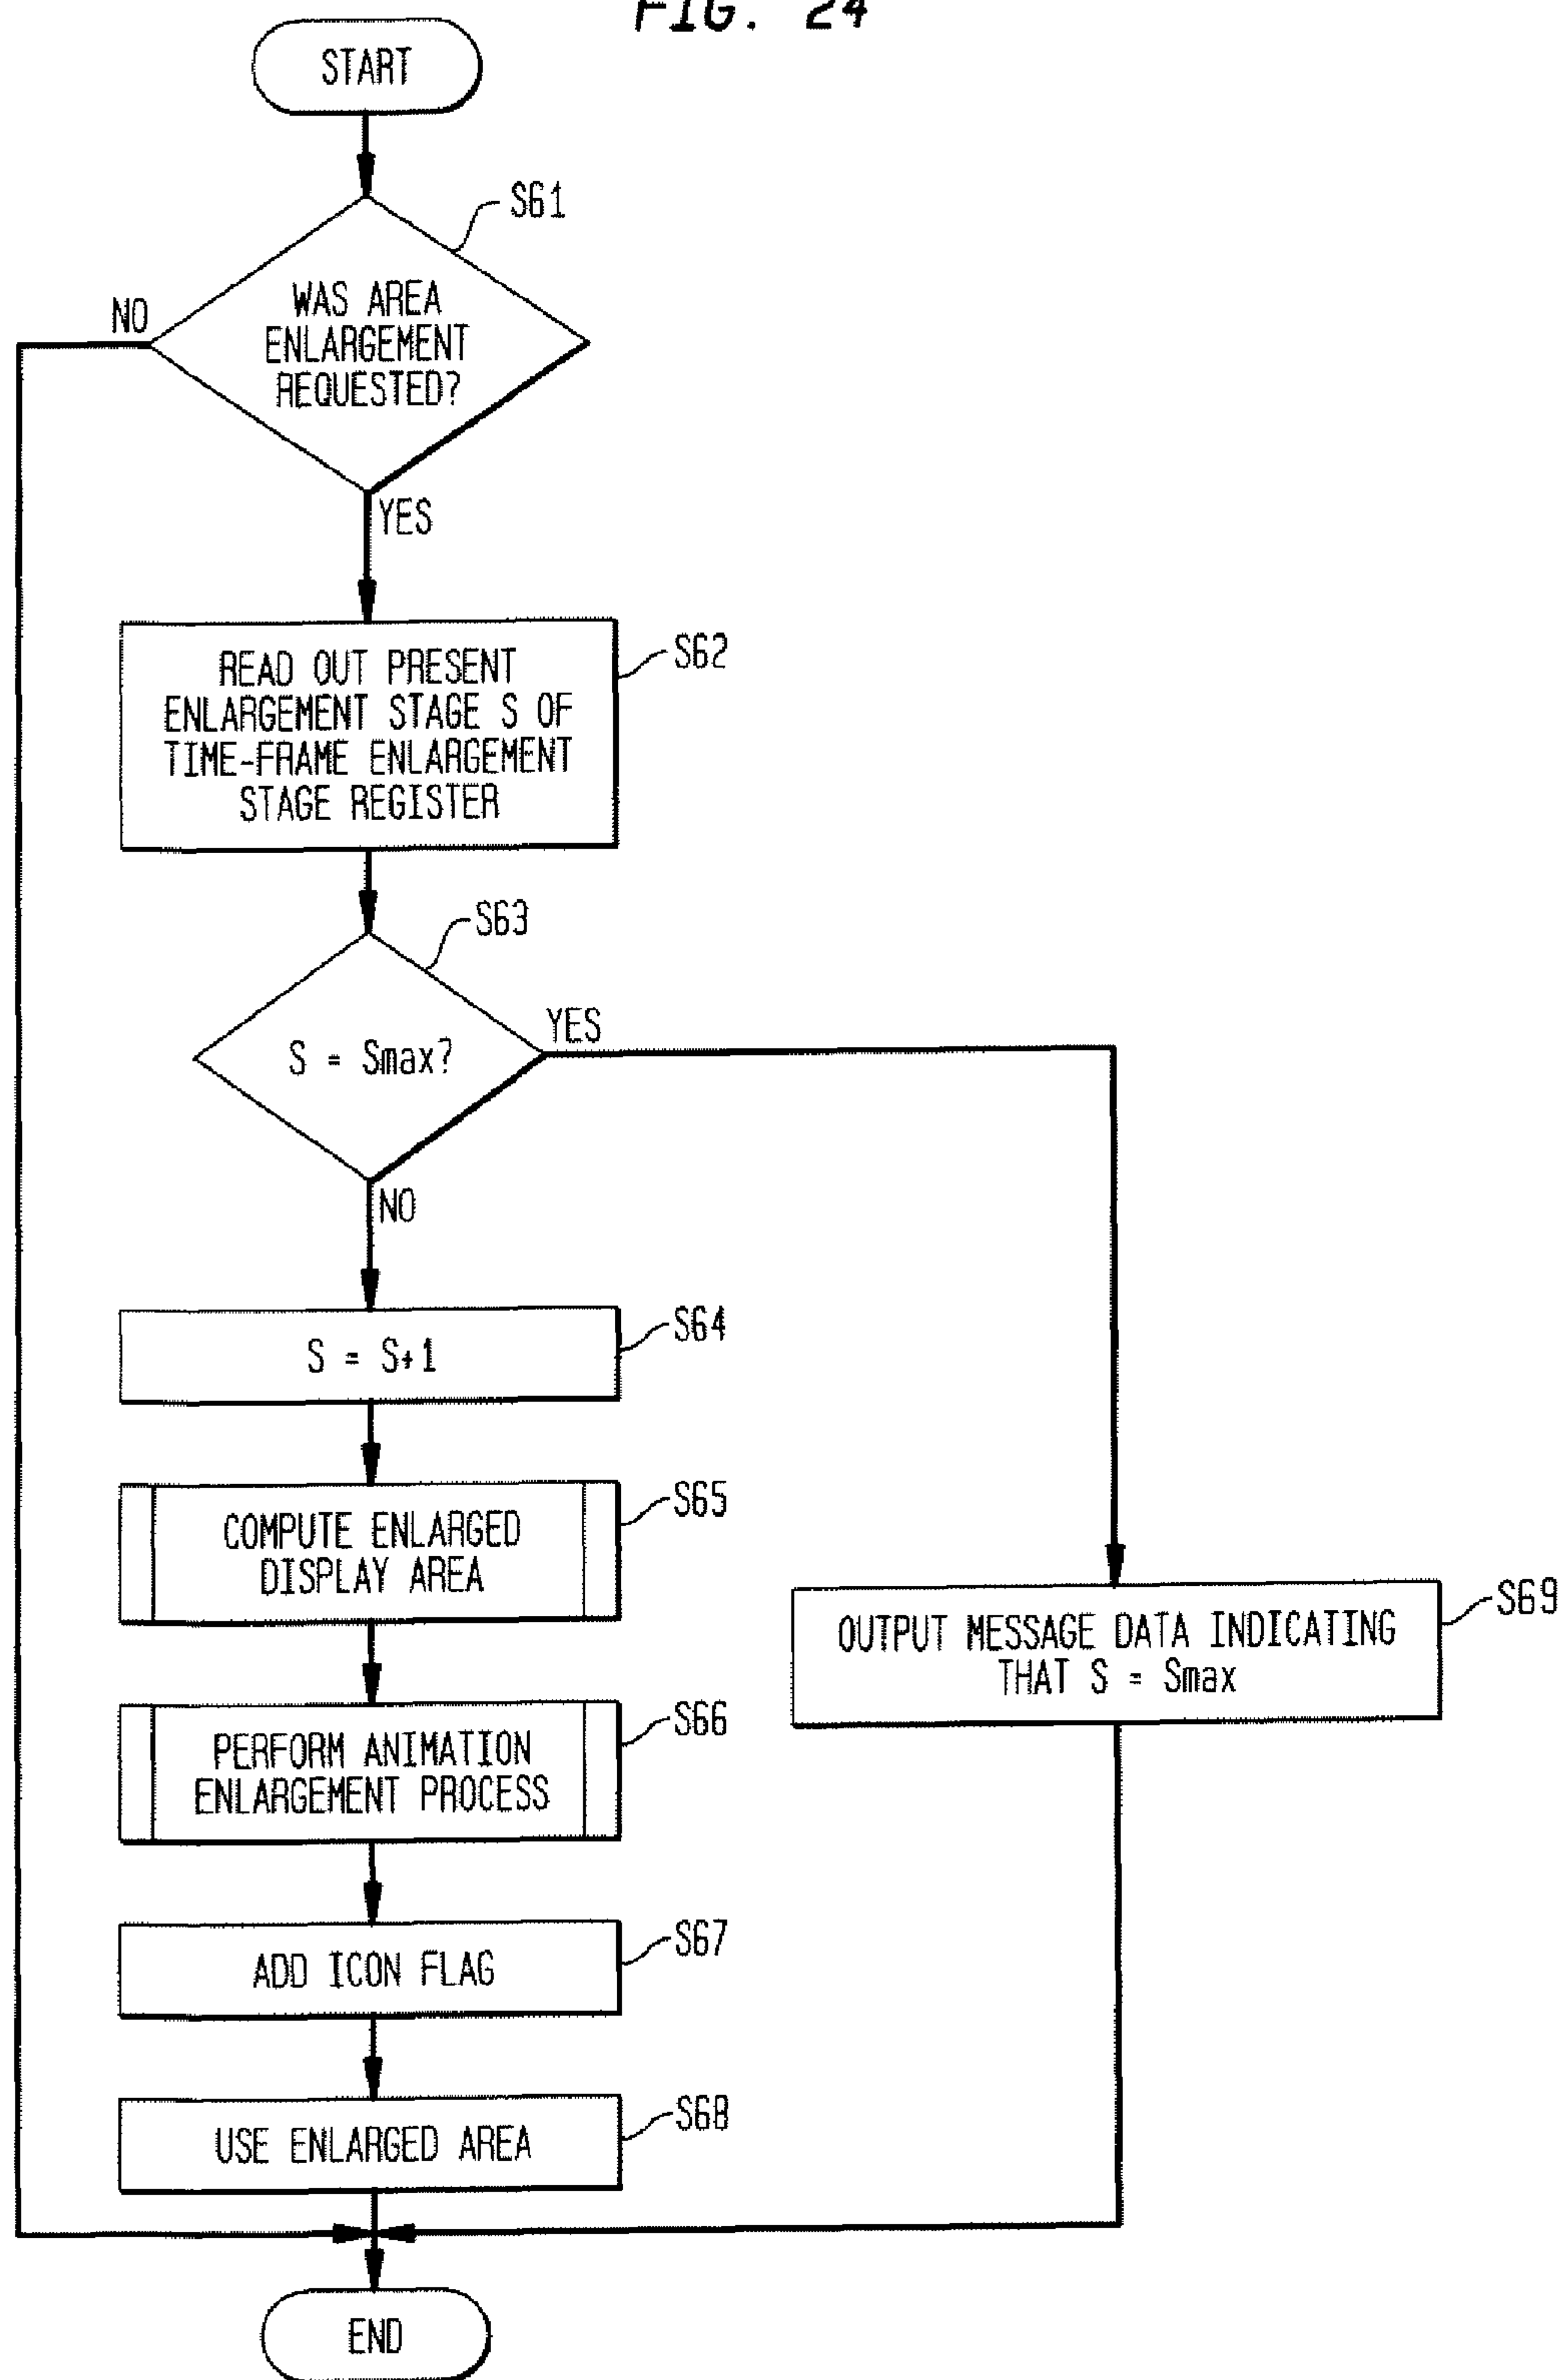 FIG. 24
START
S61
WAS AREA
ENLARGEMENT
REQUESTED?
NO
YES
S62
READ OUT PRESENT
ENLARGEMENT STAGE S OF
TIME-FRAME ENLARGEMENT
STAGE REGISTER
S63
S = Smax?
YES
NO
S64
S = S+1
S65
COMPUTE ENLARGED
DISPLAY AREA
S69
OUTPUT MESSAGE DATA INDICATING
THAT S = Smax
S66
PERFORM ANIMATION
ENLARGEMENT PROCESS
S67
ADD ICON FLAG
S68
USE ENLARGED AREA
END